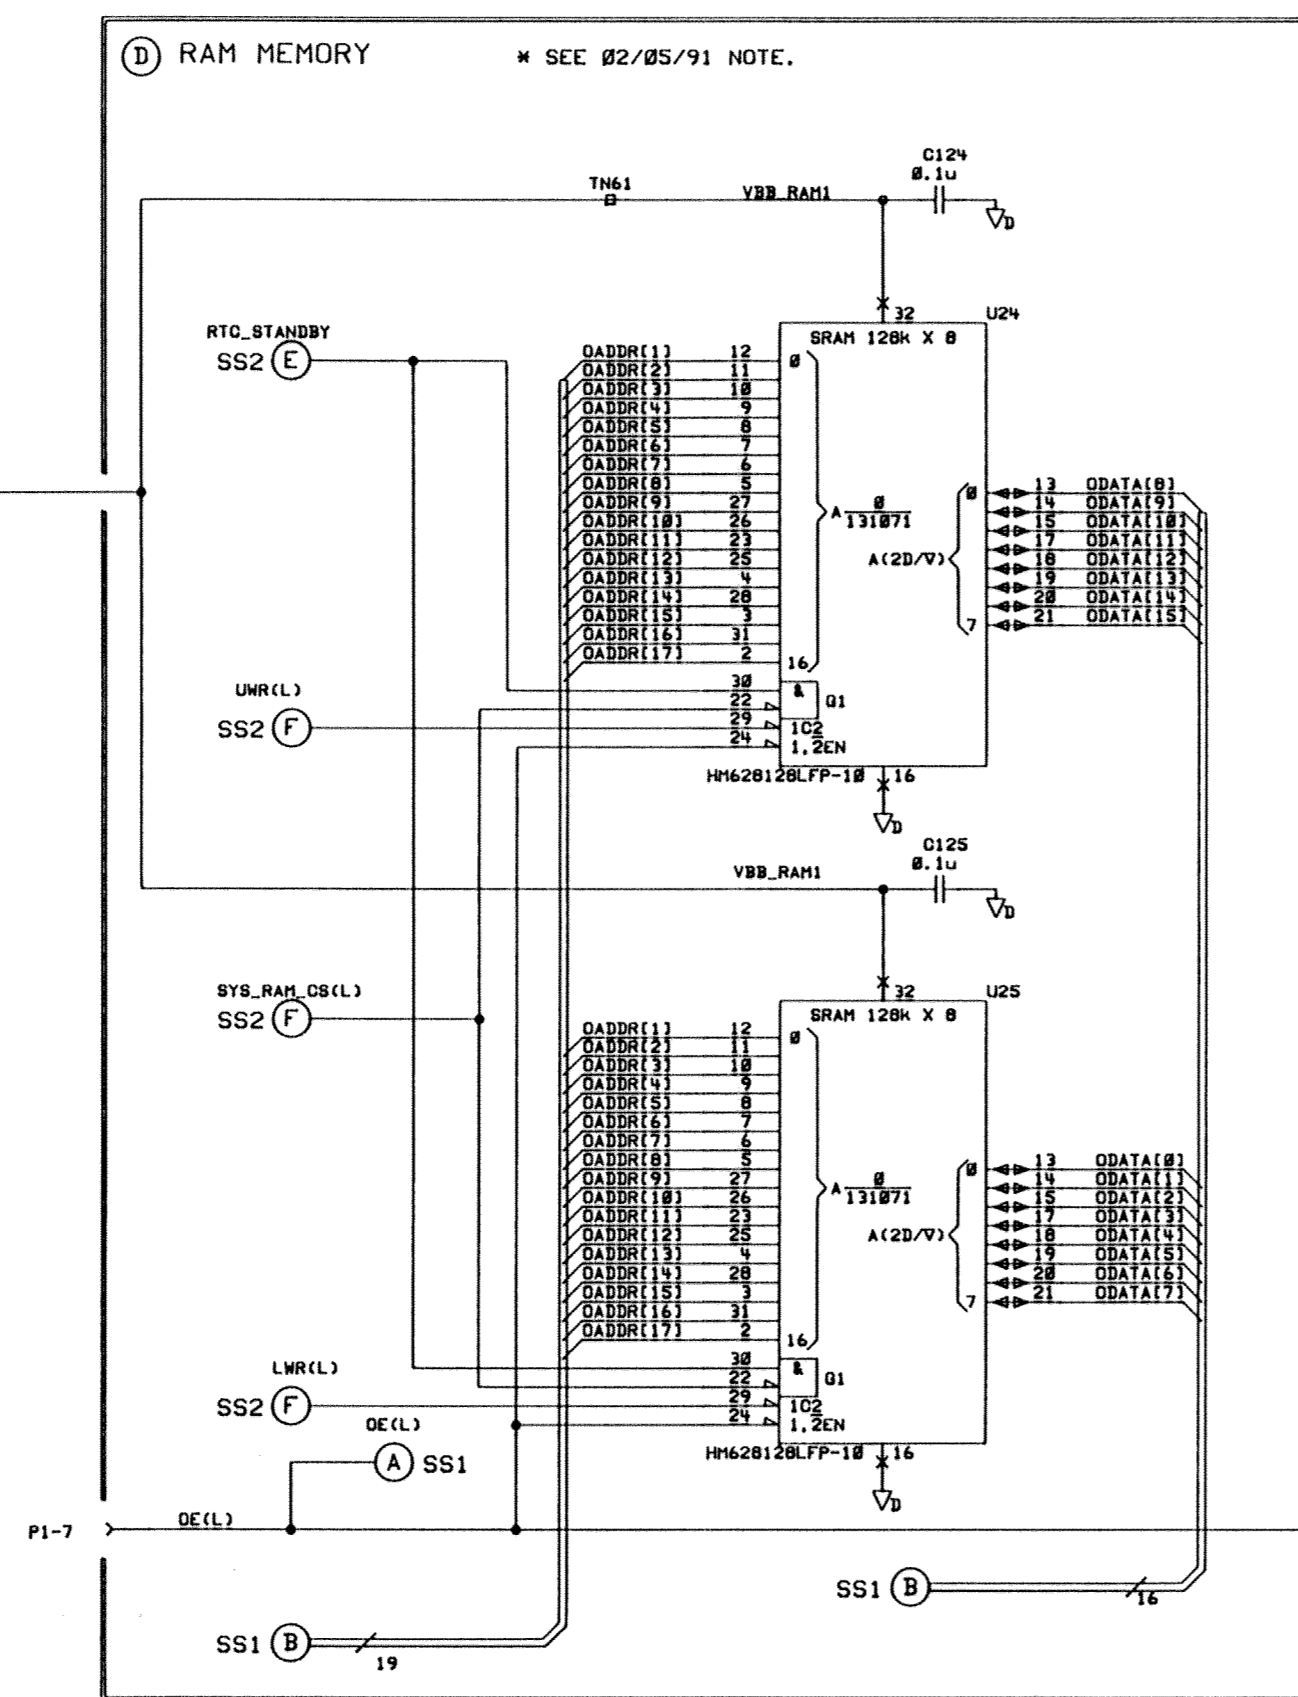 D RAM MEMORY
* SEE 02/05/91 NOTE.
C124
0.1u
TN61
VBB_RAM1
D
32
U24
RTC_STANDBY
SS2 E
SRAM 128k X 8
OADDR[1] 12 0
OADDR[2] 11
OADDR[3] 10
OADDR[4] 9
OADDR[5] 8
OADDR[6] 7
OADDR[7] 6
OADDR[8] 5
OADDR[9] 27
OADDR[10] 26
OADDR[11] 23
OADDR[12] 25
OADDR[13] 4
OADDR[14] 28
OADDR[15] 3
OADDR[16] 31
OADDR[17] 2
16
A 0
131071
A(2D/∇)
0 13 ODATA[8]
14 ODATA[9]
15 ODATA[10]
17 ODATA[11]
18 ODATA[12]
19 ODATA[13]
20 ODATA[14]
7 21 ODATA[15]
UWR(L)
SS2 F
30 &
22 G1
29 1C2
24 1,2EN
HM628128LFP-10 16
D
C125
0.1u
VBB_RAM1
D
32
U25
SYS_RAM_CS(L)
SS2 F
SRAM 128k X 8
OADDR[1] 12 0
OADDR[2] 11
OADDR[3] 10
OADDR[4] 9
OADDR[5] 8
OADDR[6] 7
OADDR[7] 6
OADDR[8] 5
OADDR[9] 27
OADDR[10] 26
OADDR[11] 23
OADDR[12] 25
OADDR[13] 4
OADDR[14] 28
OADDR[15] 3
OADDR[16] 31
OADDR[17] 2
16
A 0
131071
A(2D/∇)
0 13 ODATA[0]
14 ODATA[1]
15 ODATA[2]
17 ODATA[3]
18 ODATA[4]
19 ODATA[5]
20 ODATA[6]
7 21 ODATA[7]
LWR(L)
SS2 F
30 &
22 G1
29 1C2
24 1,2EN
HM628128LFP-10 16
D
OE(L)
A SS1
P1-7 OE(L)
SS1 B
16
SS1 B
19